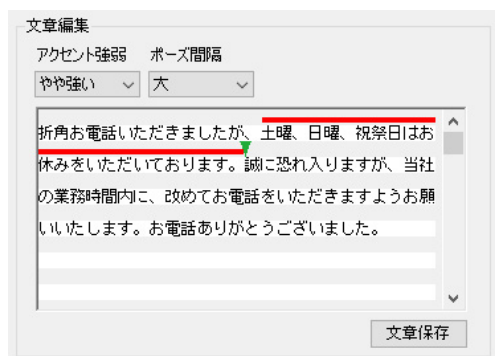 文章編集
アクセント強弱 ポーズ間隔
やや強い 大
折角お電話いただきましたが、土曜、日曜、祝祭日はお
休みをいただいております。誠に恐れ入りますが、当社
の業務時間内に、改めてお電話をいただきますようお願
いいたします。お電話ありがとうございました。
文章保存